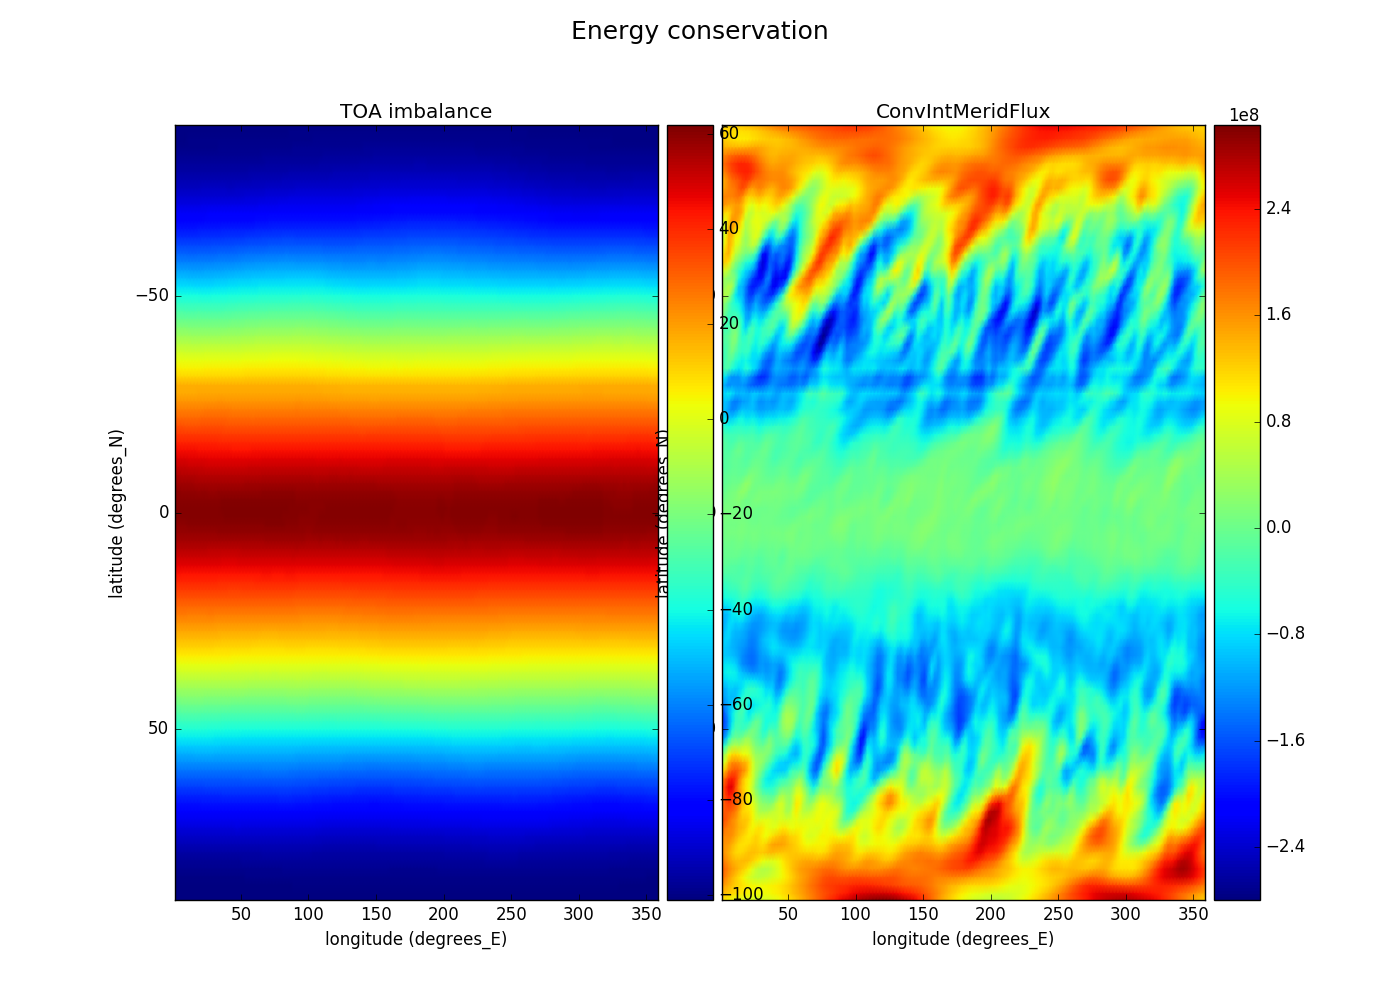 Energy conservation
TOA imbalance
ConvIntMeridFlux
1e8
latitude (degrees_N)
−50
0
50
50 100 150 200 250 300 350
longitude (degrees_E)
60
40
20
0
−20
−40
−60
−80
−100
latitude (degrees_N)
50 100 150 200 250 300 350
longitude (degrees_E)
2.4
1.6
0.8
0.0
−0.8
−1.6
−2.4